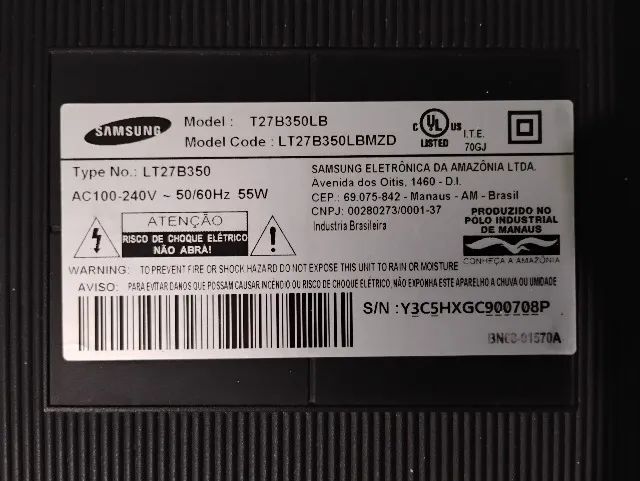 SAMSUNG
Model : T27B350LB
Model Code : LT27B350LBMZD
C UL US
LISTED
I.T.E.
70GJ
Type No.: LT27B350
AC100-240V ~ 50/60Hz 55W
SAMSUNG ELETRÔNICA DA AMAZÔNIA LTDA.
Avenida dos Oitis, 1460 - D.I.
CEP.: 69.075-842 - Manaus - AM - Brasil
CNPJ: 00280273/0001-37
Industria Brasileira
ATENÇÃO
RISCO DE CHOQUE ELÉTRICO
NÃO ABRA!
PRODUZIDO NO
POLO INDUSTRIAL
DE MANAUS
CONHEÇA A AMAZÔNIA
WARNING: TO PREVENT FIRE OR SHOCK HAZARD DO NOT EXPOSE THIS UNIT TO RAIN OR MOISTURE
AVISO: PARA EVITAR DANOS QUE POSSAM CAUSAR INCÊNDIO OU RISCO DE CHOQUE ELÉTRICO, NÃO EXPONHA ESTE APARELHO A CHUVA OU UMIDADE
S/N : Y3C5HXGC900708P